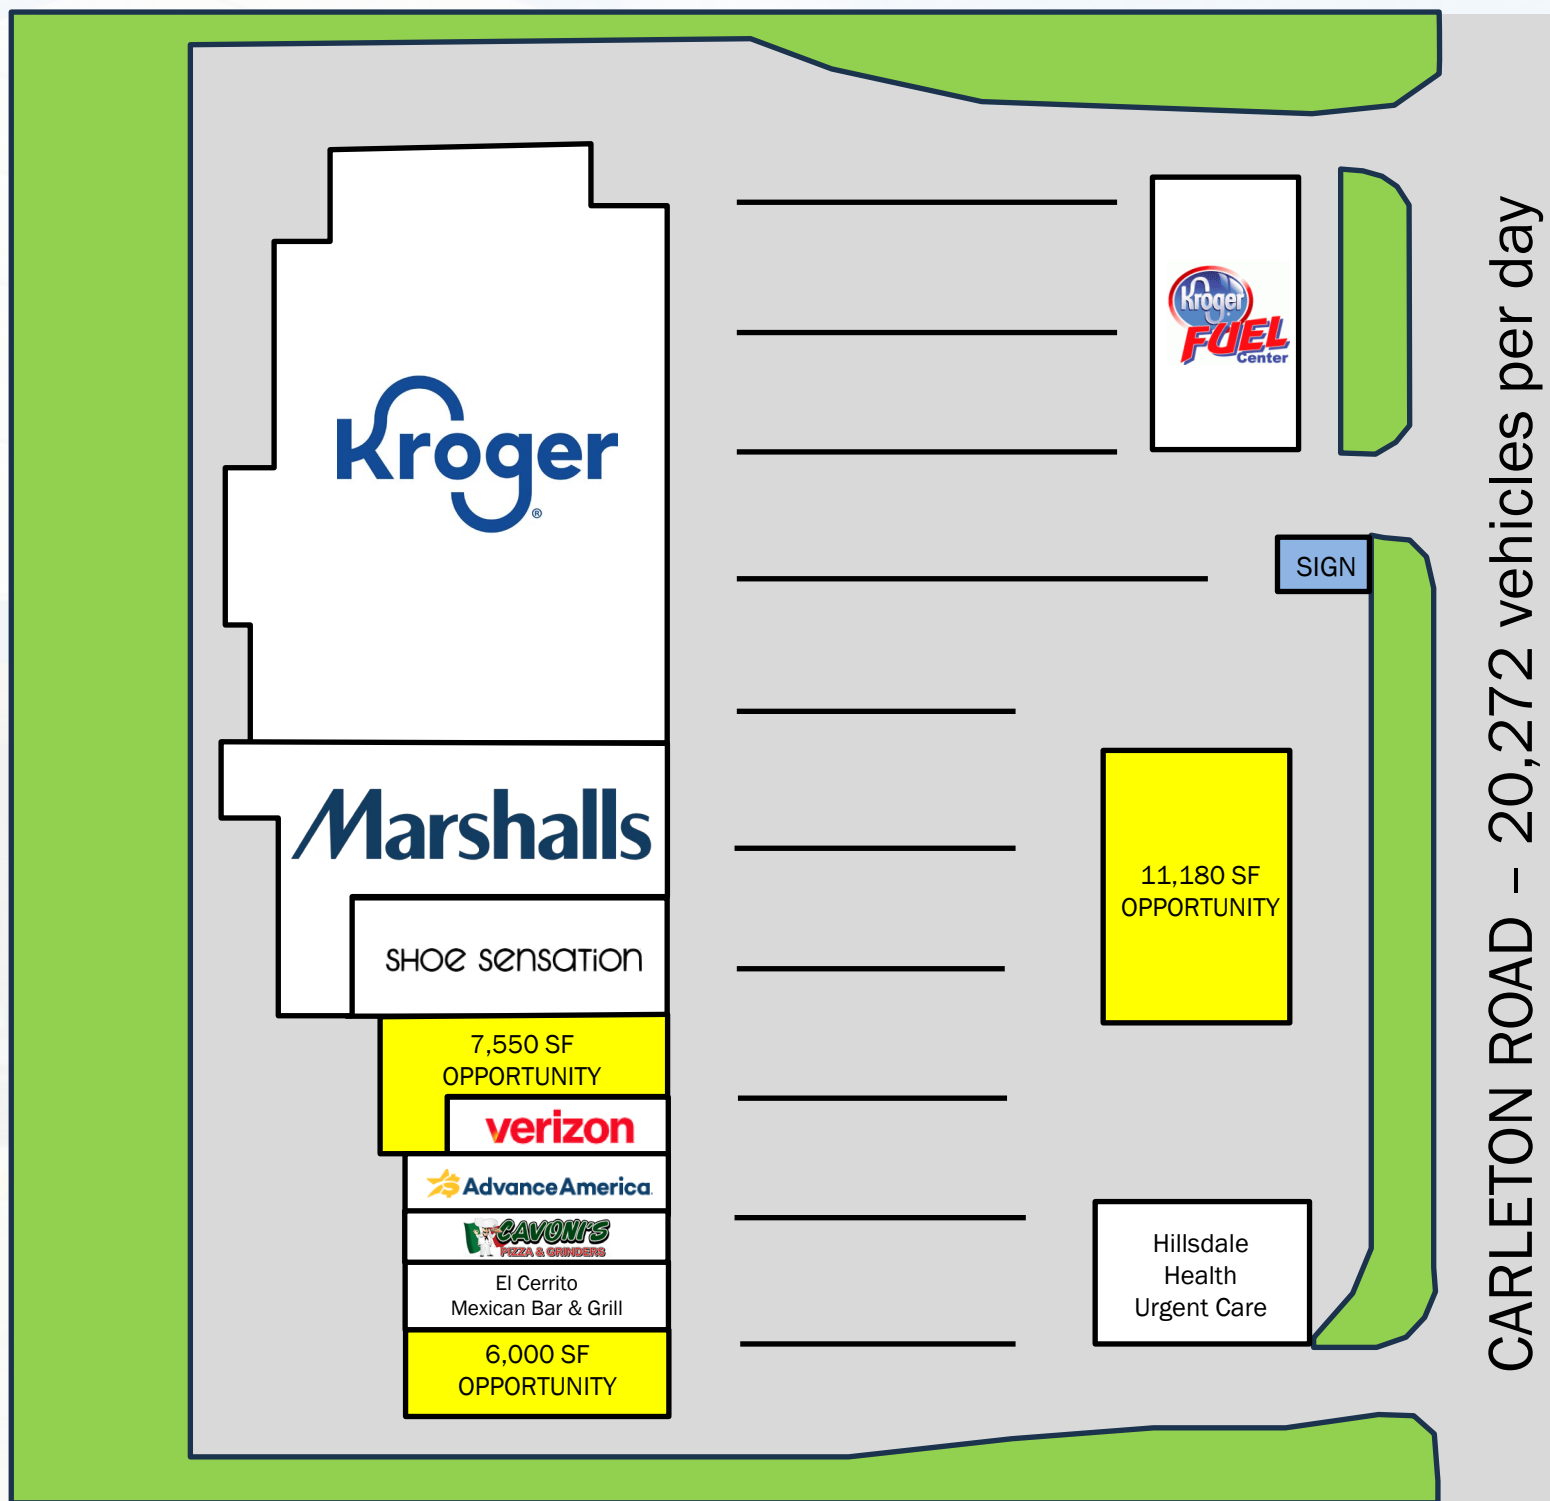 Kroger
®
Kroger
FUEL
Center
SIGN
Marshalls
SHOE SENSATION
7,550 SF
OPPORTUNITY
verizon
Advance America
CAVONI'S
PIZZA & GRINDERS
El Cerrito
Mexican Bar & Grill
6,000 SF
OPPORTUNITY
11,180 SF
OPPORTUNITY
Hillsdale
Health
Urgent Care
CARLETON ROAD – 20,272 vehicles per day